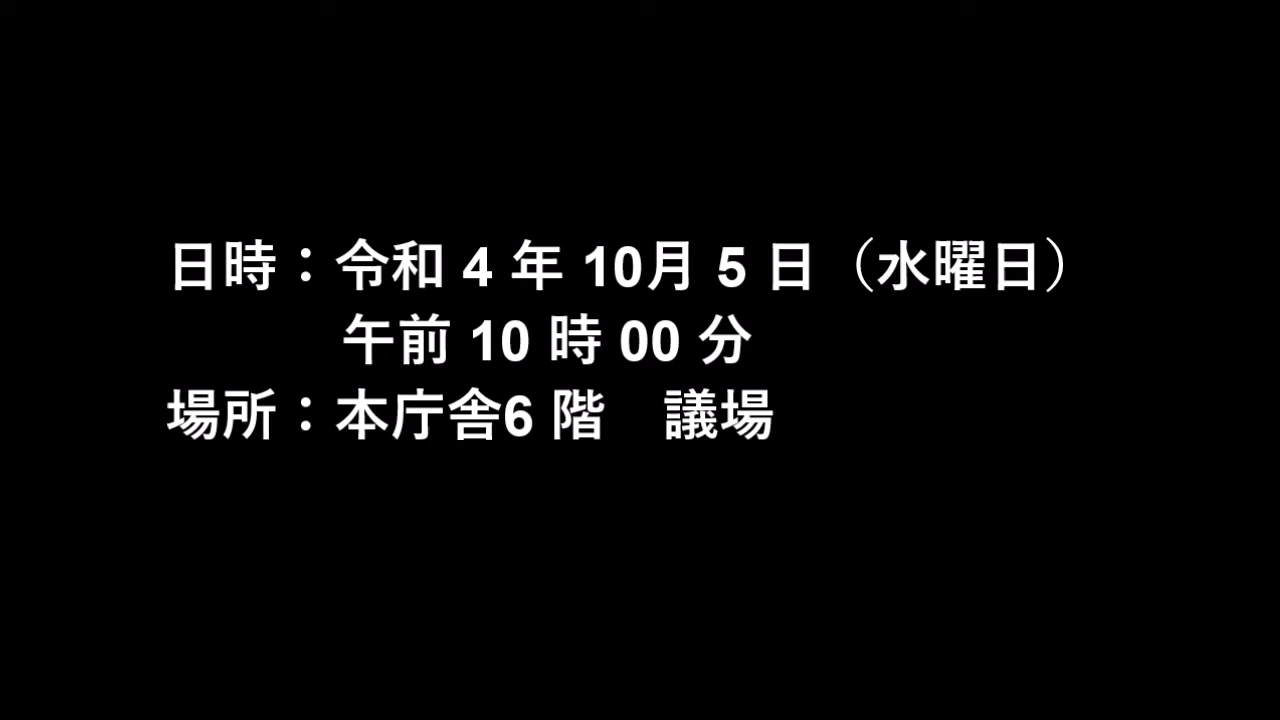 日時：令和 4 年 10月 5 日（水曜日）
午前 10 時 00 分
場所：本庁舎6 階　議場